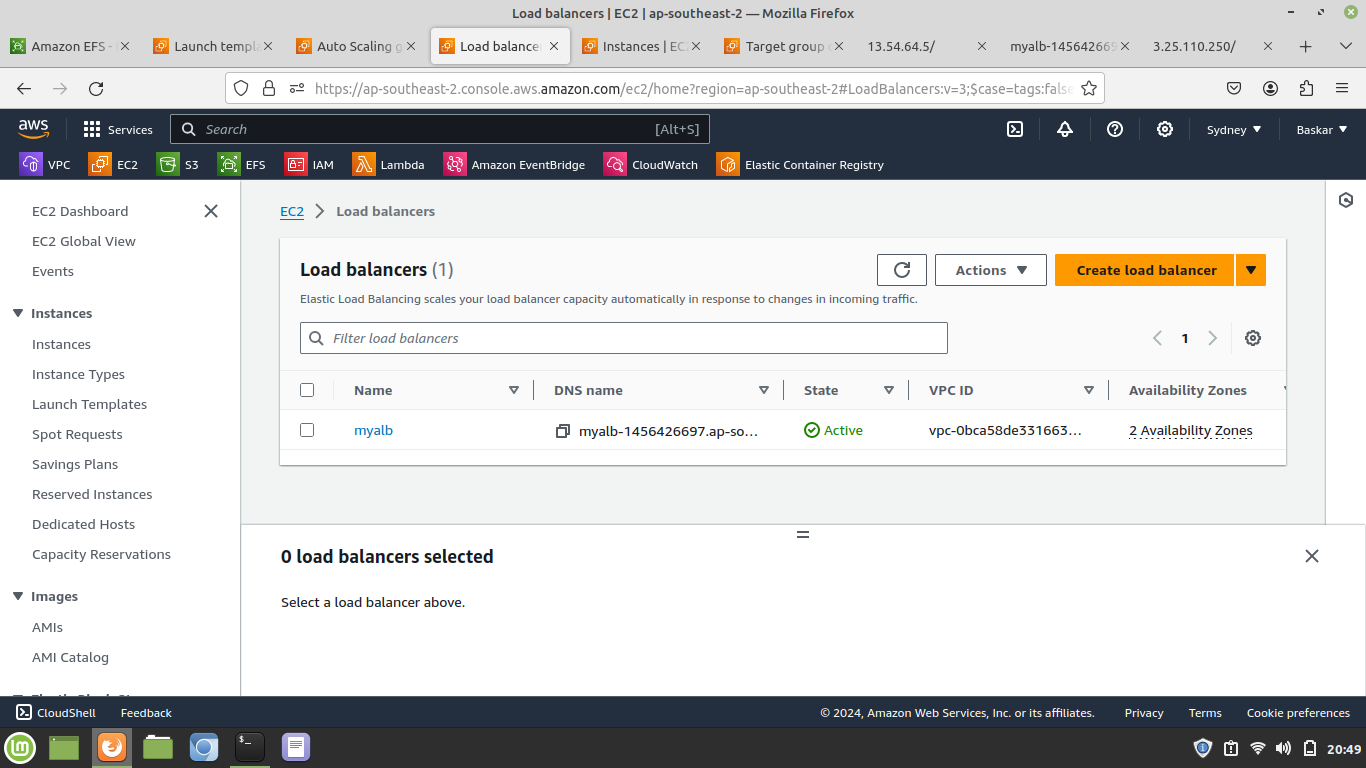 Load balancers | EC2 | ap-southeast-2 — Mozilla Firefox
Amazon EFS - Launch templ Auto Scaling g Load balancer Instances | EC Target group 13.54.64.5/ myalb-145642669 3.25.110.250/
https://ap-southeast-2.console.aws.amazon.com/ec2/home?region=ap-southeast-2#LoadBalancers:v=3;$case=tags:false
aws Services Search [Alt+S] Sydney Baskar
VPC EC2 S3 EFS IAM Lambda Amazon EventBridge CloudWatch Elastic Container Registry
EC2 Dashboard
EC2 Global View
Events
Instances
Instances
Instance Types
Launch Templates
Spot Requests
Savings Plans
Reserved Instances
Dedicated Hosts
Capacity Reservations
Images
AMIs
AMI Catalog
EC2 Load balancers
Load balancers (1) Actions Create load balancer
Elastic Load Balancing scales your load balancer capacity automatically in response to changes in incoming traffic.
Filter load balancers 1
Name DNS name State VPC ID Availability Zones
myalb myalb-1456426697.ap-so... Active vpc-0bca58de331663... 2 Availability Zones
0 load balancers selected
Select a load balancer above.
CloudShell Feedback © 2024, Amazon Web Services, Inc. or its affiliates. Privacy Terms Cookie preferences
20:49